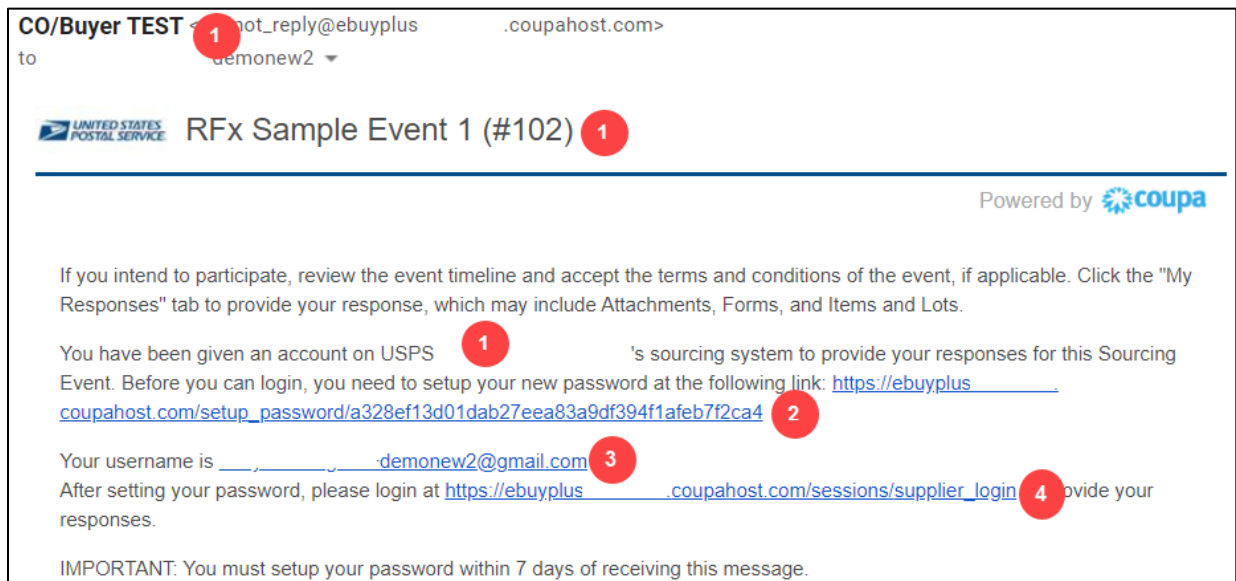 CO/Buyer TEST < 1 not_reply@ebuyplus .coupahost.com>
to demonew2
UNITED STATES POSTAL SERVICE RFx Sample Event 1 (#102) 1
Powered by coupa
If you intend to participate, review the event timeline and accept the terms and conditions of the event, if applicable. Click the "My
Responses" tab to provide your response, which may include Attachments, Forms, and Items and Lots.
You have been given an account on USPS 1 's sourcing system to provide your responses for this Sourcing
Event. Before you can login, you need to setup your new password at the following link: https://ebuyplus .
coupahost.com/setup_password/a328ef13d01dab27eea83a9df394f1afeb7f2ca4 2
Your username is demonew2@gmail.com 3
After setting your password, please login at https://ebuyplus .coupahost.com/sessions/supplier_login 4 ovide your
responses.
IMPORTANT: You must setup your password within 7 days of receiving this message.